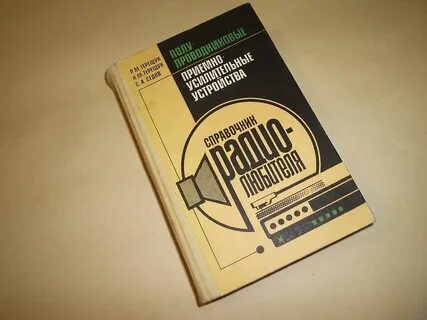 Р.М. ТЕРЕЩУК
К.М. ТЕРЕЩУК
С.А. СЕДОВ
ПОЛУ
ПРОВОДНИКОВЫЕ
ПРИЕМНО
УСИЛИТЕЛЬНЫЕ
УСТРОЙСТВА
СПРАВОЧНИК
РАДИО-
ЛЮБИТЕЛЯ